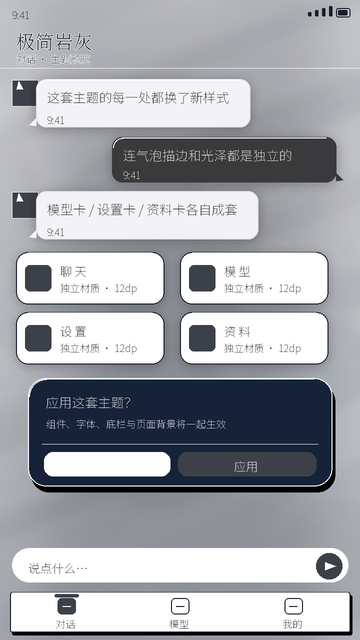 9:41
极简岩灰
对话 · 主题预览
这套主题的每一处都换了新样式
9:41
连气泡描边和光泽都是独立的
9:41
模型卡 / 设置卡 / 资料卡各自成套
9:41
聊天
独立材质 · 12dp
模型
独立材质 · 12dp
设置
独立材质 · 12dp
资料
独立材质 · 12dp
应用这套主题?
组件、字体、底栏与页面背景将一起生效
应用
说点什么…
对话
模型
我的